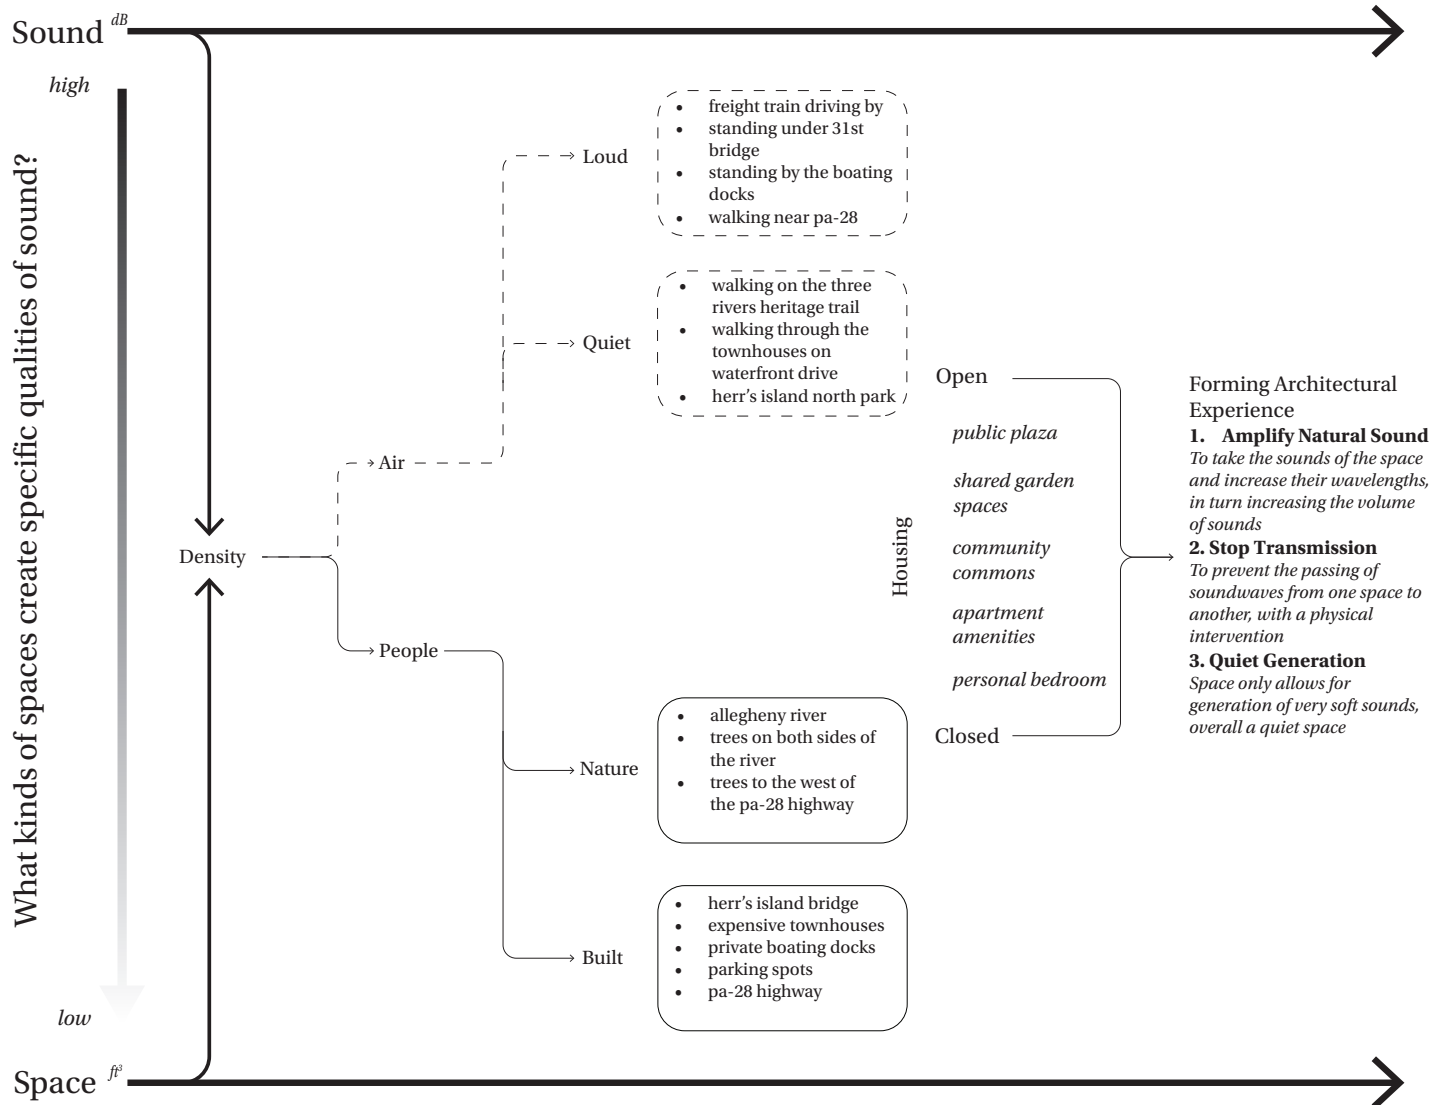 Sound dB
high
What kinds of spaces create specific qualities of sound?
low
Space ft³
Density
Air
People
Loud
• freight train driving by
• standing under 31st
bridge
• standing by the boating
docks
• walking near pa-28
Quiet
• walking on the three
rivers heritage trail
• walking through the
townhouses on
waterfront drive
• herr’s island north park
Nature
• allegheny river
• trees on both sides of
the river
• trees to the west of
the pa-28 highway
Built
• herr’s island bridge
• expensive townhouses
• private boating docks
• parking spots
• pa-28 highway
Housing
Open
public plaza
shared garden
spaces
community
commons
apartment
amenities
personal bedroom
Closed
Forming Architectural
Experience
1. Amplify Natural Sound
To take the sounds of the space
and increase their wavelengths,
in turn increasing the volume
of sounds
2. Stop Transmission
To prevent the passing of
soundwaves from one space to
another, with a physical
intervention
3. Quiet Generation
Space only allows for
generation of very soft sounds,
overall a quiet space